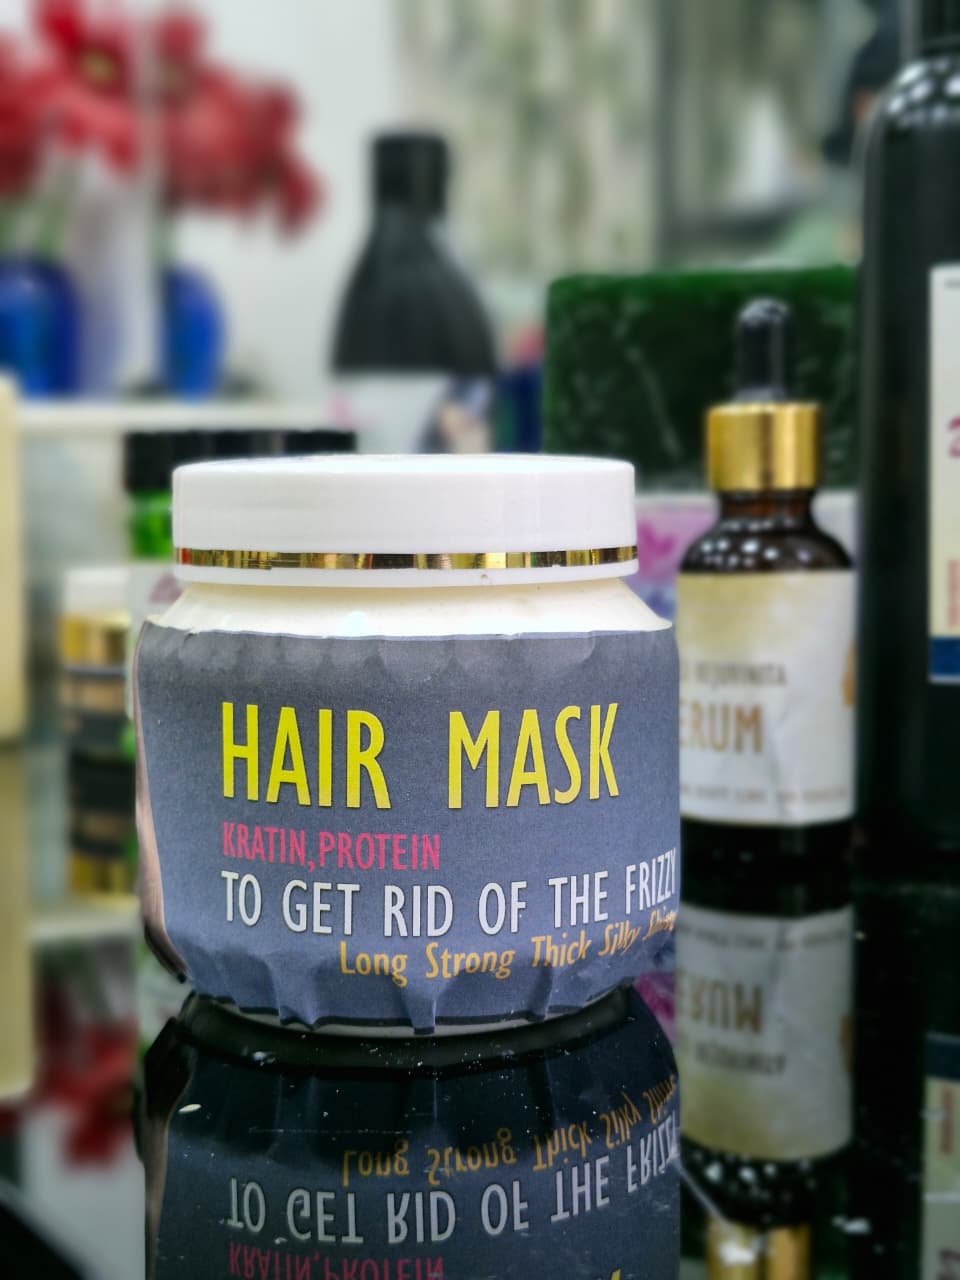 HAIR MASK
KRATIN,PROTEIN
TO GET RID OF THE FRIZZY
Long Strong Thick Silky Shiny
ERUM